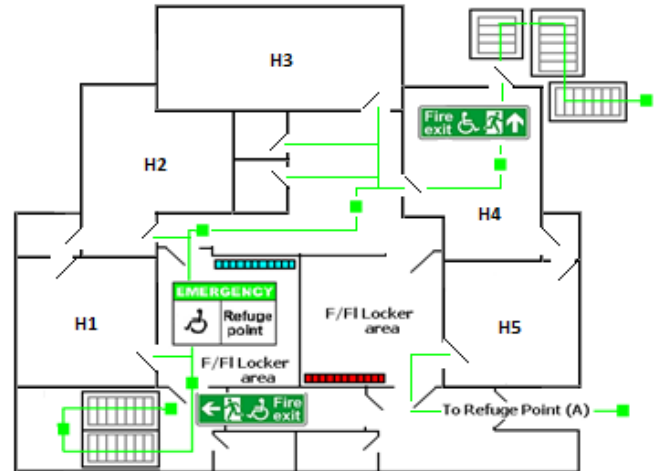 H3
Fire
exit
H2
H4
EMERGENCY
Refuge
point
F/Fl Locker
area
H1
H5
F/Fl Locker
area
Fire
exit
To Refuge Point (A)